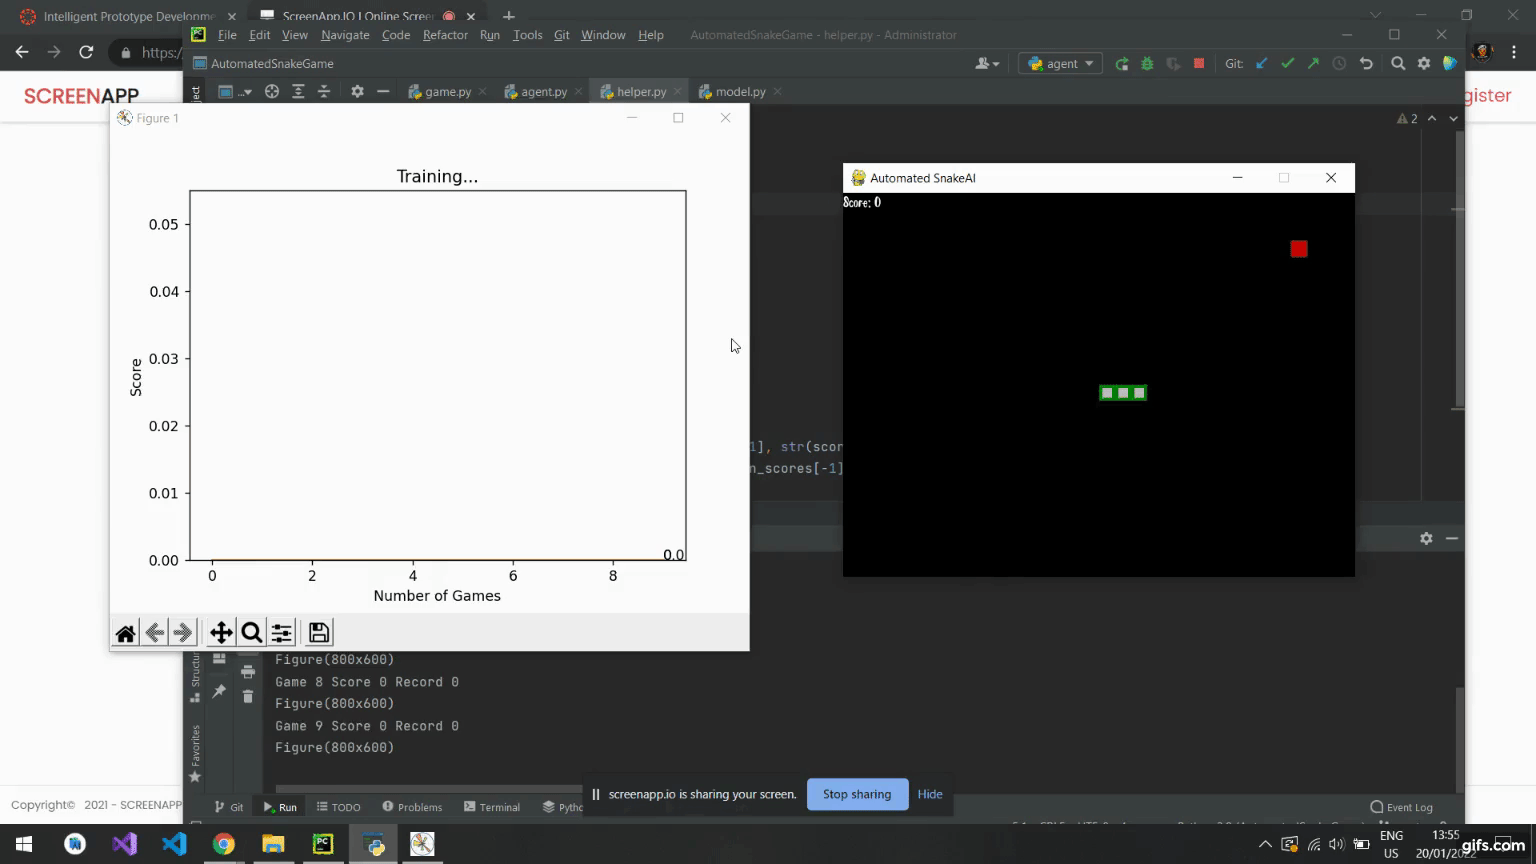 Intelligent Prototype Developm
ScreenApp.IO | Online Scree
https:/
File Edit View Navigate Code Refactor Run Tools Git Window Help AutomatedSnakeGame - helper.py - Administrator
AutomatedSnakeGame
agent
Git:
SCREENAPP
game.py agent.py helper.py model.py
gister
2
Figure 1
Training...
0.05
0.04
0.03
0.02
0.01
0.00
Score
0.0
0 2 4 6 8
Number of Games
Automated SnakeAI
Score: 0
1], str(scor
n_scores[-1]
Figure(800x600)
Game 8 Score 0 Record 0
Figure(800x600)
Game 9 Score 0 Record 0
Figure(800x600)
Favorites
screenapp.io is sharing your screen. Stop sharing Hide
Copyright© 2021 - SCREENAPP
Git Run TODO Problems Terminal Pytho
Event Log
PC
ENG
US
13:55
20/01/202
gifs.com